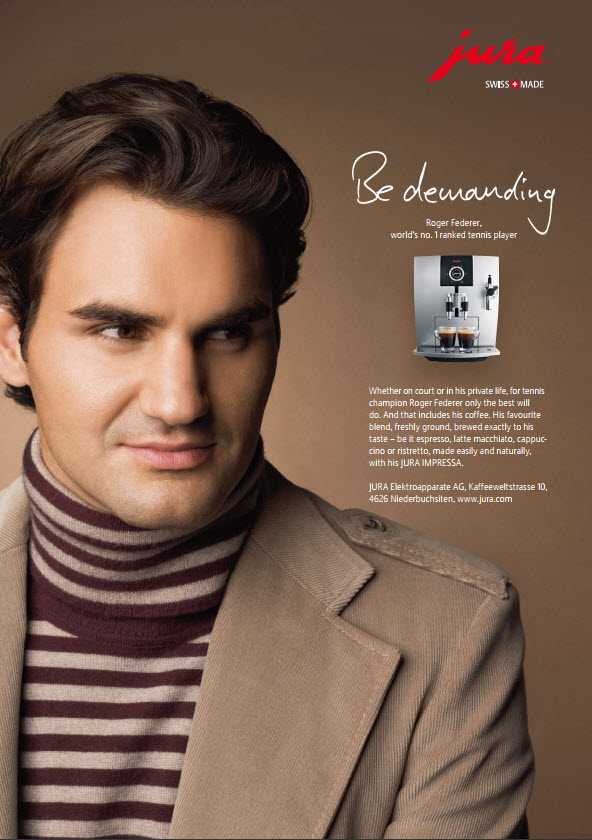 jura
SWISS MADE
Be demanding
Roger Federer,
world's no. 1 ranked tennis player
Whether on court or in his private life, for tennis
champion Roger Federer only the best will
do. And that includes his coffee. His favourite
blend, freshly ground, brewed exactly to his
taste – be it espresso, latte macchiato, cappuc-
cino or ristretto, made easily and naturally,
with his JURA IMPRESSA.
JURA Elektroapparate AG, Kaffeeweltstrasse 10,
4626 Niederbuchsiten, www.jura.com